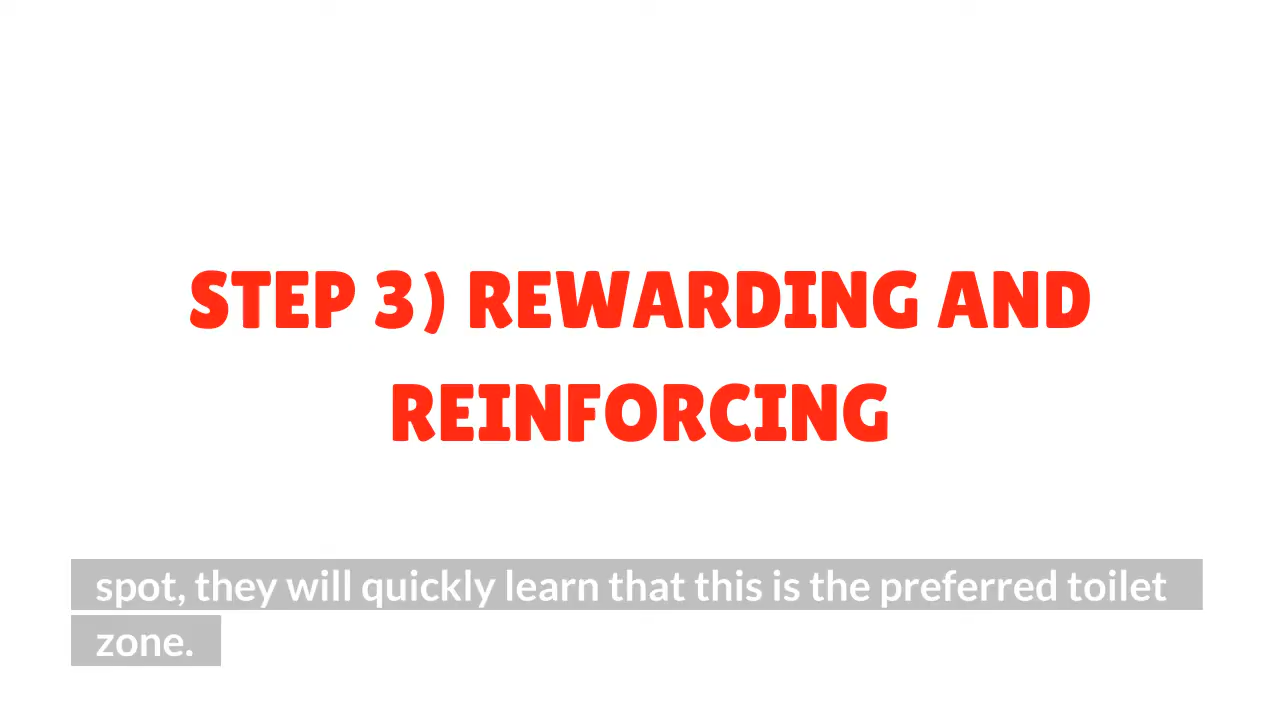 STEP 3) REWARDING AND
REINFORCING
spot, they will quickly learn that this is the preferred toilet
zone.